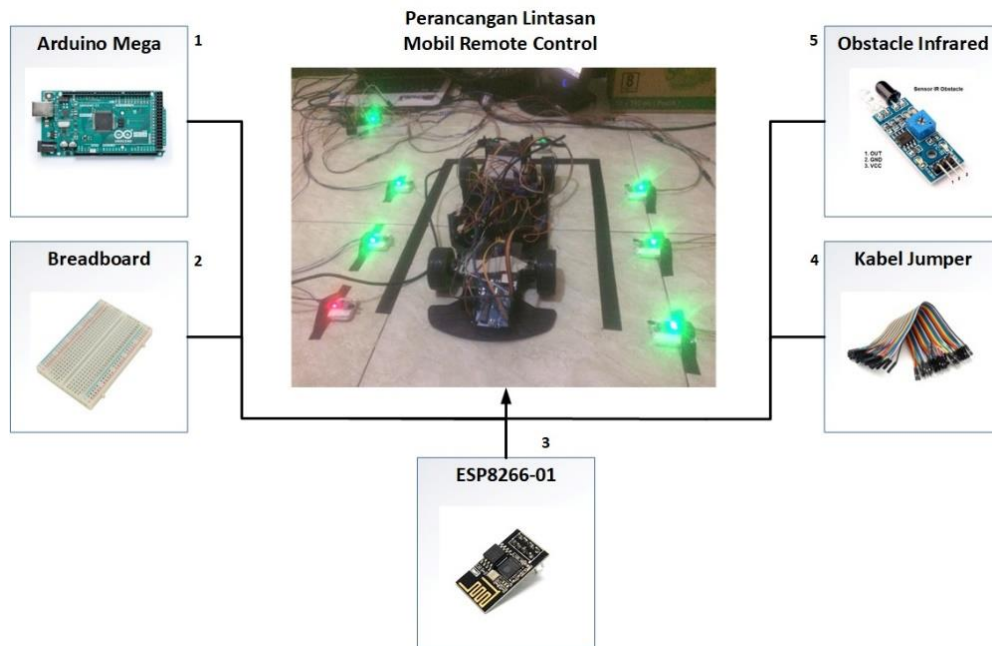 Perancangan Lintasan
Mobil Remote Control
Arduino Mega
1
Breadboard
2
ESP8266-01
3
Kabel Jumper
4
Obstacle Infrared
5
Sensor IR Obstacle
1. OUT
2. GND
3. VCC